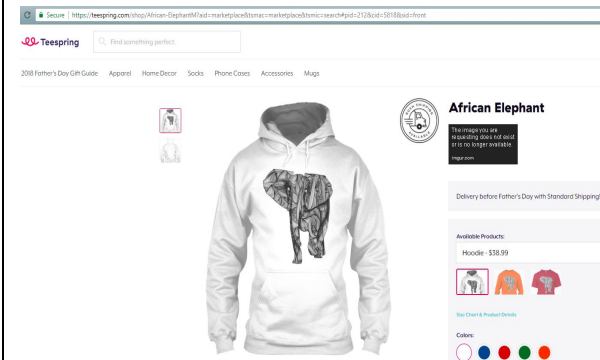 Secure | https://teespring.com/shop/African-ElephantM?aid=marketplace&tsmac=marketplace&tsmic=search#pid=212&cid=5818&sid=front
Teespring
Find something perfect
2018 Father's Day Gift Guide Apparel Home Decor Socks Phone Cases Accessories Mugs
RUSH SHIPPING
AVAILABLE
African Elephant
The image you are
requesting does not exist
or is no longer available.
imgur.com
Delivery before Father's Day with Standard Shipping!
Available Products:
Hoodie - $38.99
Size Chart & Product Details
Colors: